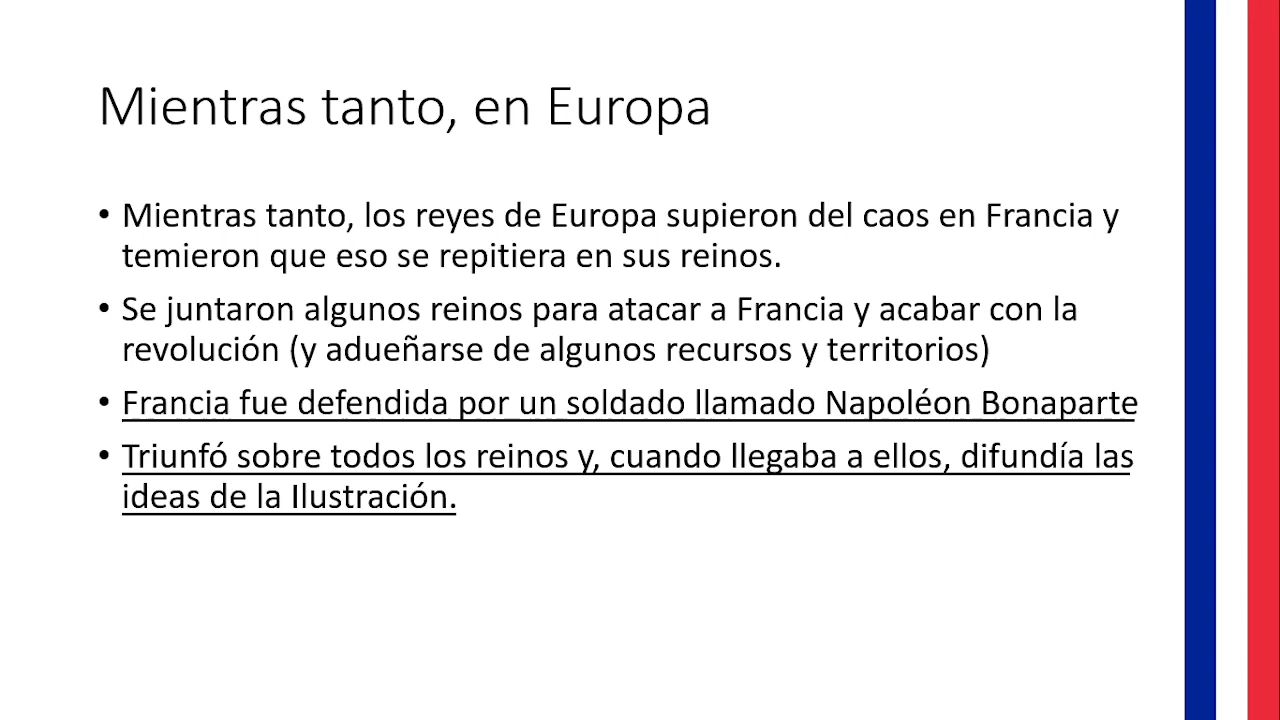 Mientras tanto, en Europa
• Mientras tanto, los reyes de Europa supieron del caos en Francia y
temieron que eso se repitiera en sus reinos.
• Se juntaron algunos reinos para atacar a Francia y acabar con la
revolución (y adueñarse de algunos recursos y territorios)
• Francia fue defendida por un soldado llamado Napoléon Bonaparte
• Triunfó sobre todos los reinos y, cuando llegaba a ellos, difundía las
ideas de la Ilustración.